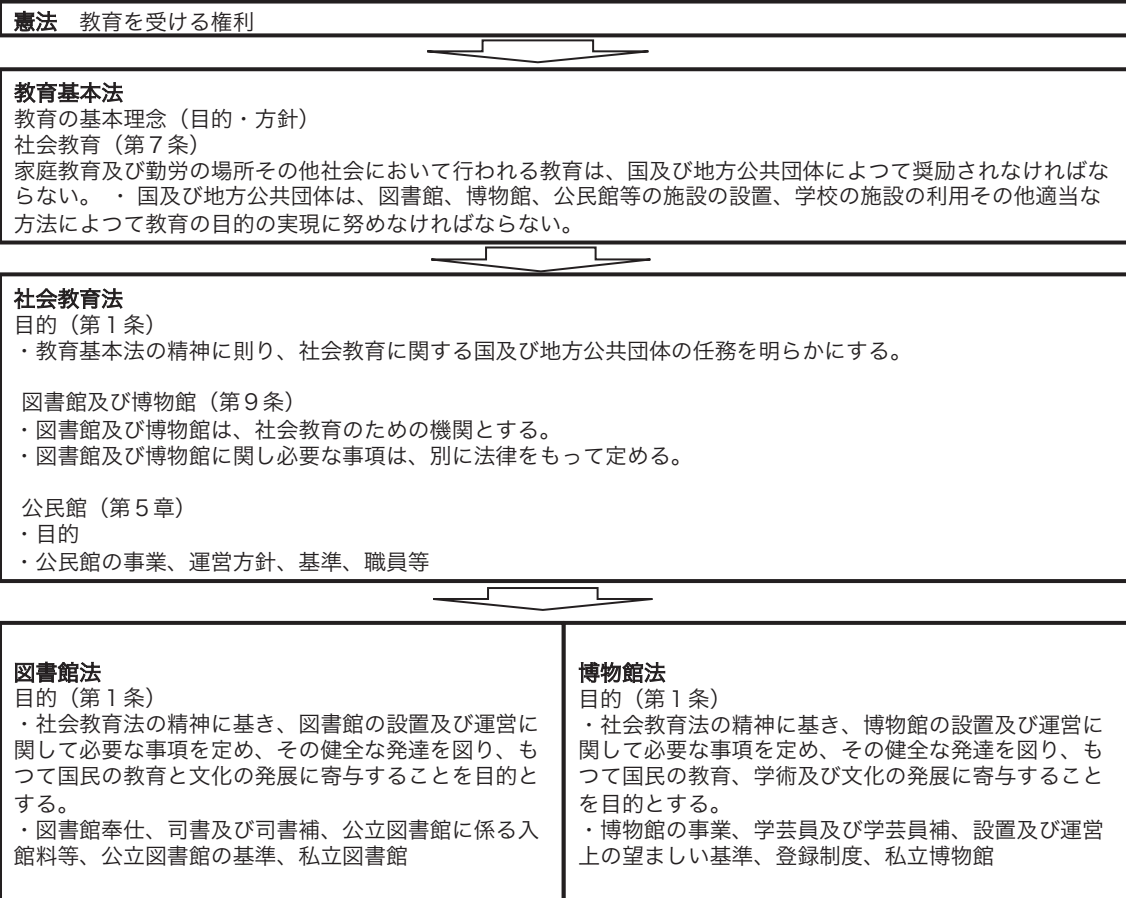 憲法　教育を受ける権利
教育基本法
教育の基本理念（目的・方針）
社会教育（第７条）
家庭教育及び勤労の場所その他社会において行われる教育は、国及び地方公共団体によつて奨励されなければな
らない。 ・ 国及び地方公共団体は、図書館、博物館、公民館等の施設の設置、学校の施設の利用その他適当な
方法によつて教育の目的の実現に努めなければならない。
社会教育法
目的（第１条）
・教育基本法の精神に則り、社会教育に関する国及び地方公共団体の任務を明らかにする。
図書館及び博物館（第９条）
・図書館及び博物館は、社会教育のための機関とする。
・図書館及び博物館に関し必要な事項は、別に法律をもって定める。
公民館（第５章）
・目的
・公民館の事業、運営方針、基準、職員等
図書館法
目的（第１条）
・社会教育法の精神に基き、図書館の設置及び運営に
関して必要な事項を定め、その健全な発達を図り、も
つて国民の教育と文化の発展に寄与することを目的と
する。
・図書館奉仕、司書及び司書補、公立図書館に係る入
館料等、公立図書館の基準、私立図書館
博物館法
目的（第１条）
・社会教育法の精神に基き、博物館の設置及び運営に
関して必要な事項を定め、その健全な発達を図り、も
つて国民の教育、学術及び文化の発展に寄与すること
を目的とする。
・博物館の事業、学芸員及び学芸員補、設置及び運営
上の望ましい基準、登録制度、私立博物館